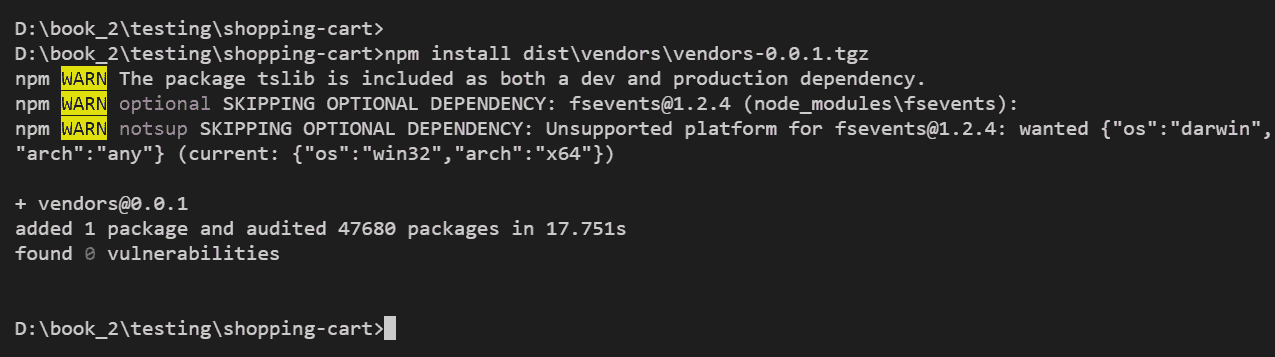 D:\book_2\testing\shopping-cart>
D:\book_2\testing\shopping-cart>npm install dist\vendors\vendors-0.0.1.tgz
npm WARN The package tslib is included as both a dev and production dependency.
npm WARN optional SKIPPING OPTIONAL DEPENDENCY: fsevents@1.2.4 (node_modules\fsevents):
npm WARN notsup SKIPPING OPTIONAL DEPENDENCY: Unsupported platform for fsevents@1.2.4: wanted {"os":"darwin",
"arch":"any"} (current: {"os":"win32","arch":"x64"})
+ vendors@0.0.1
added 1 package and audited 47680 packages in 17.751s
found 0 vulnerabilities
D:\book_2\testing\shopping-cart>